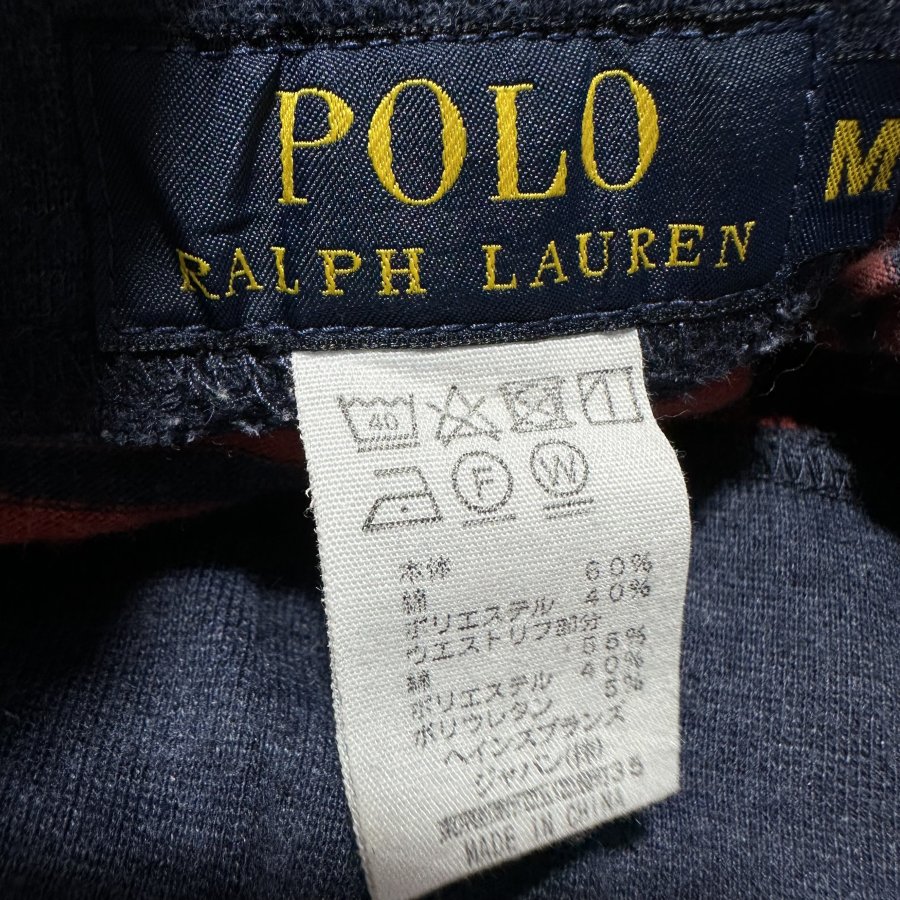 POLO
M
RALPH LAUREN
40
F W
本体
綿 60%
ポリエステル 40%
ウエストリブ部分
綿 55%
ポリエステル 40%
ポリウレタン 5%
ヘインズブランズ
ジャパン(株)
MADE IN CHINA